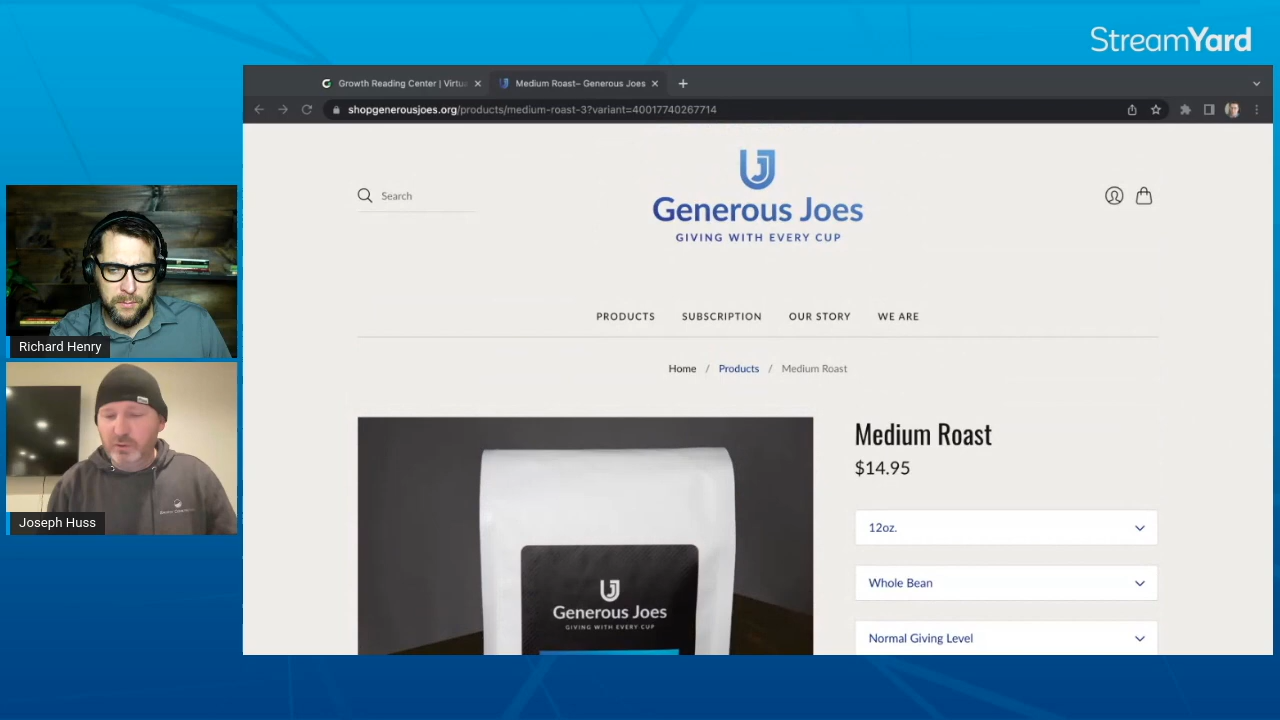 StreamYard
Growth Reading Center | Virtua
Medium Roast– Generous Joes
shopgenerousjoes.org/products/medium-roast-3?variant=40017740267714
Search
Generous Joes
GIVING WITH EVERY CUP
PRODUCTS
SUBSCRIPTION
OUR STORY
WE ARE
Home / Products / Medium Roast
Medium Roast
$14.95
12oz.
Whole Bean
Normal Giving Level
Generous Joes
GIVING WITH EVERY CUP
Richard Henry
Joseph Huss